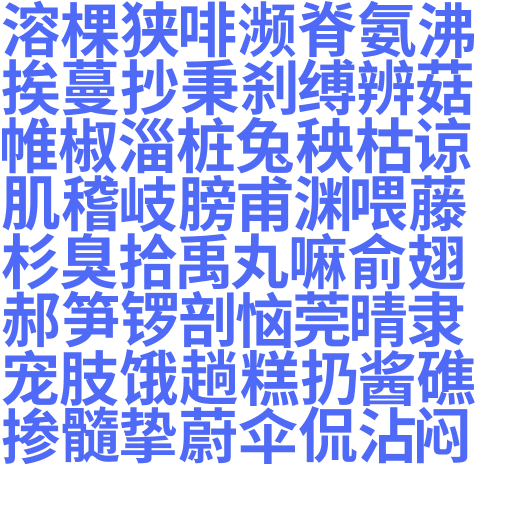 溶棵狭啡濒脊氨沸
挨蔓抄秉刹缚辨菇
帷椒淄桩兔秧枯谅
肌稽岐膀甫渊喂藤
杉臭拾禹丸嘛俞翅
郝笋锣剖恼莞晴隶
宠肢饿趟糕扔酱礁
掺髓挚蔚伞侃沾闷